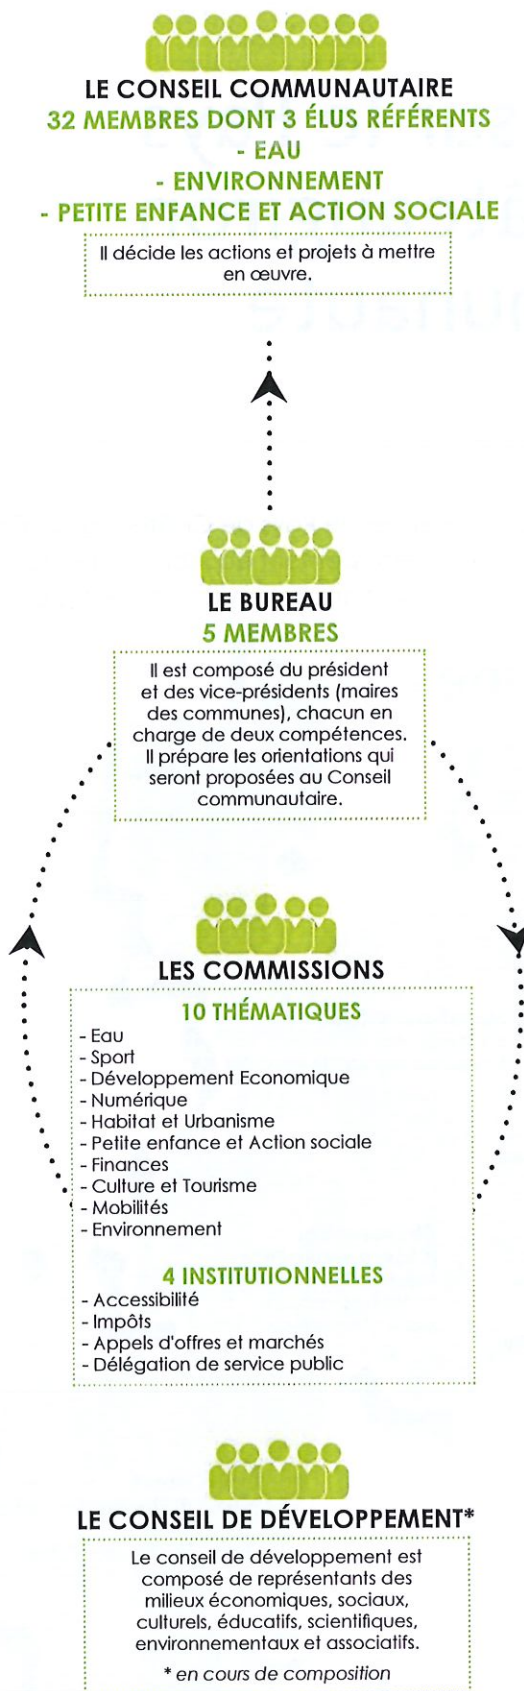 LE CONSEIL COMMUNAUTAIRE
32 MEMBRES DONT 3 ÉLUS RÉFÉRENTS
- EAU
- ENVIRONNEMENT
- PETITE ENFANCE ET ACTION SOCIALE
Il décide les actions et projets à mettre
en œuvre.
LE BUREAU
5 MEMBRES
Il est composé du président
et des vice-présidents (maires
des communes), chacun en
charge de deux compétences.
Il prépare les orientations qui
seront proposées au Conseil
communautaire.
LES COMMISSIONS
10 THÉMATIQUES
- Eau
- Sport
- Développement Economique
- Numérique
- Habitat et Urbanisme
- Petite enfance et Action sociale
- Finances
- Culture et Tourisme
- Mobilités
- Environnement
4 INSTITUTIONNELLES
- Accessibilité
- Impôts
- Appels d'offres et marchés
- Délégation de service public
LE CONSEIL DE DÉVELOPPEMENT*
Le conseil de développement est
composé de représentants des
milieux économiques, sociaux,
culturels, éducatifs, scientifiques,
environnementaux et associatifs.
* en cours de composition